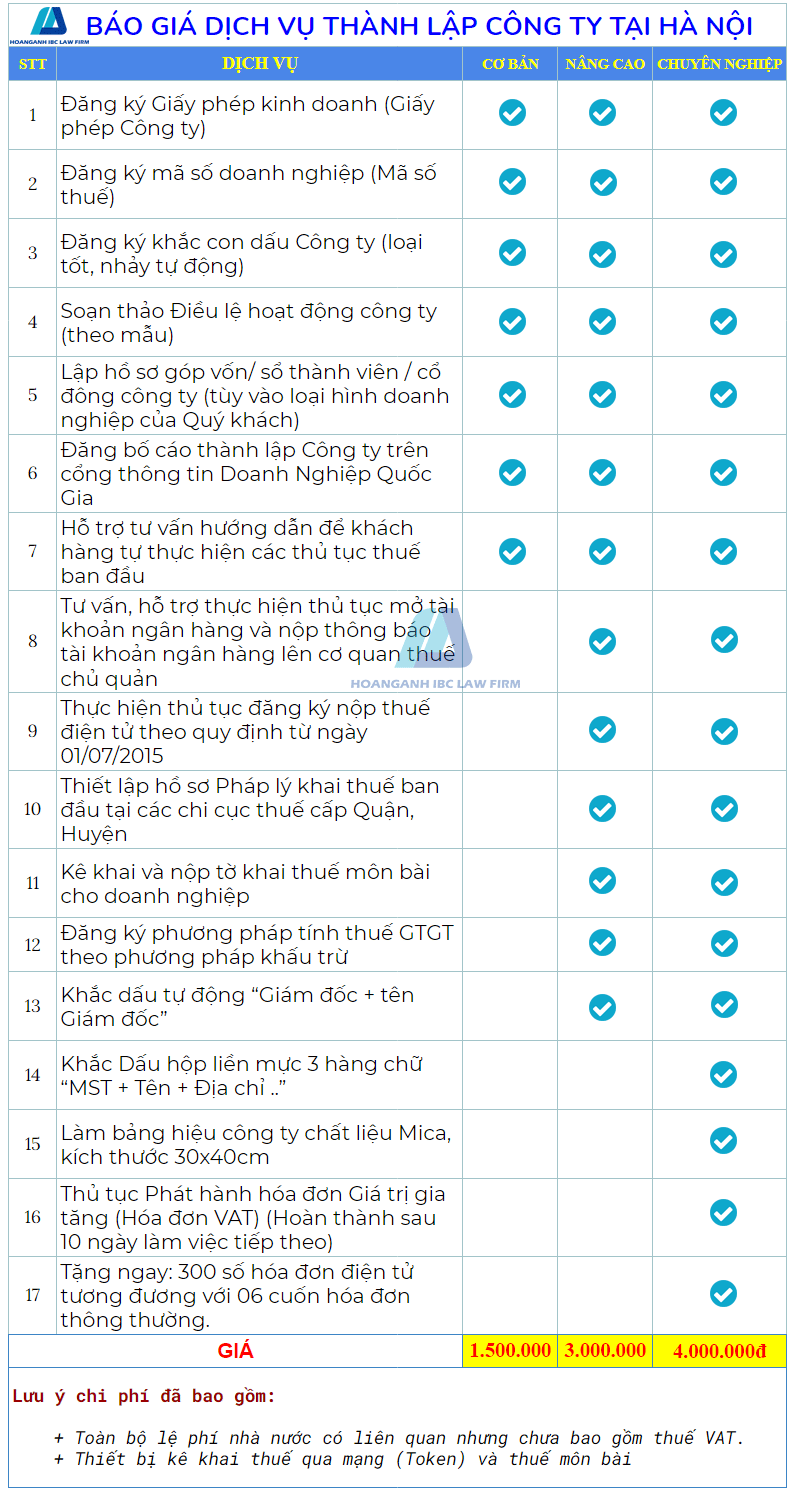 HOANGANH IBC LAW FIRM
BÁO GIÁ DỊCH VỤ THÀNH LẬP CÔNG TY TẠI HÀ NỘI
STT DỊCH VỤ CƠ BẢN NÂNG CAO CHUYÊN NGHIỆP
1 Đăng ký Giấy phép kinh doanh (Giấy
phép Công ty)
2 Đăng ký mã số doanh nghiệp (Mã số
thuế)
3 Đăng ký khắc con dấu Công ty (loại
tốt, nhảy tự động)
4 Soạn thảo Điều lệ hoạt động công ty
(theo mẫu)
5 Lập hồ sơ góp vốn/ sổ thành viên / cổ
đông công ty (tùy vào loại hình doanh
nghiệp của Quý khách)
6 Đăng bố cáo thành lập Công ty trên
cổng thông tin Doanh Nghiệp Quốc
Gia
7 Hỗ trợ tư vấn hướng dẫn để khách
hàng tự thực hiện các thủ tục thuế
ban đầu
8 Tư vấn, hỗ trợ thực hiện thủ tục mở tài
khoản ngân hàng và nộp thông báo
tài khoản ngân hàng lên cơ quan thuế
chủ quản
HOANGANH IBC LAW FIRM
9 Thực hiện thủ tục đăng ký nộp thuế
điện tử theo quy định từ ngày
01/07/2015
10 Thiết lập hồ sơ Pháp lý khai thuế ban
đầu tại các chi cục thuế cấp Quận,
Huyện
11 Kê khai và nộp tờ khai thuế môn bài
cho doanh nghiệp
12 Đăng ký phương pháp tính thuế GTGT
theo phương pháp khấu trừ
13 Khắc dấu tự động “Giám đốc + tên
Giám đốc”
14 Khắc Dấu hộp liền mực 3 hàng chữ
“MST + Tên + Địa chỉ ..”
15 Làm bảng hiệu công ty chất liệu Mica,
kích thước 30x40cm
16 Thủ tục Phát hành hóa đơn Giá trị gia
tăng (Hóa đơn VAT) (Hoàn thành sau
10 ngày làm việc tiếp theo)
17 Tặng ngay: 300 số hóa đơn điện tử
tương đương với 06 cuốn hóa đơn
thông thường.
GIÁ 1.500.000 3.000.000 4.000.000đ
Lưu ý chi phí đã bao gồm:
+ Toàn bộ lệ phí nhà nước có liên quan nhưng chưa bao gồm thuế VAT.
+ Thiết bị kê khai thuế qua mạng (Token) và thuế môn bài